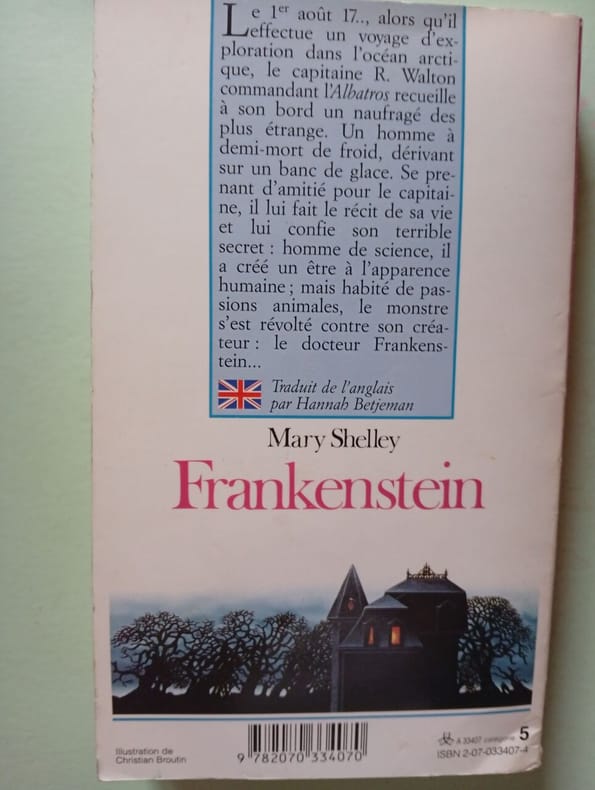 Le 1er août 17.., alors qu'il
effectue un voyage d'ex-
ploration dans l'océan arcti-
que, le capitaine R. Walton
commandant l'Albatros recueille
à son bord un naufragé des
plus étrange. Un homme à
demi-mort de froid, dérivant
sur un banc de glace. Se pre-
nant d'amitié pour le capitai-
ne, il lui fait le récit de sa vie
et lui confie son terrible
secret : homme de science, il
a créé un être à l'apparence
humaine ; mais habité de pas-
sions animales, le monstre
s'est révolté contre son créa-
teur : le docteur Frankens-
tein...
Traduit de l'anglais
par Hannah Betjeman
Mary Shelley
Frankenstein
Illustration de
Christian Broutin
9 782070 334070
A 33407 catégorie 5
ISBN 2-07-033407-4